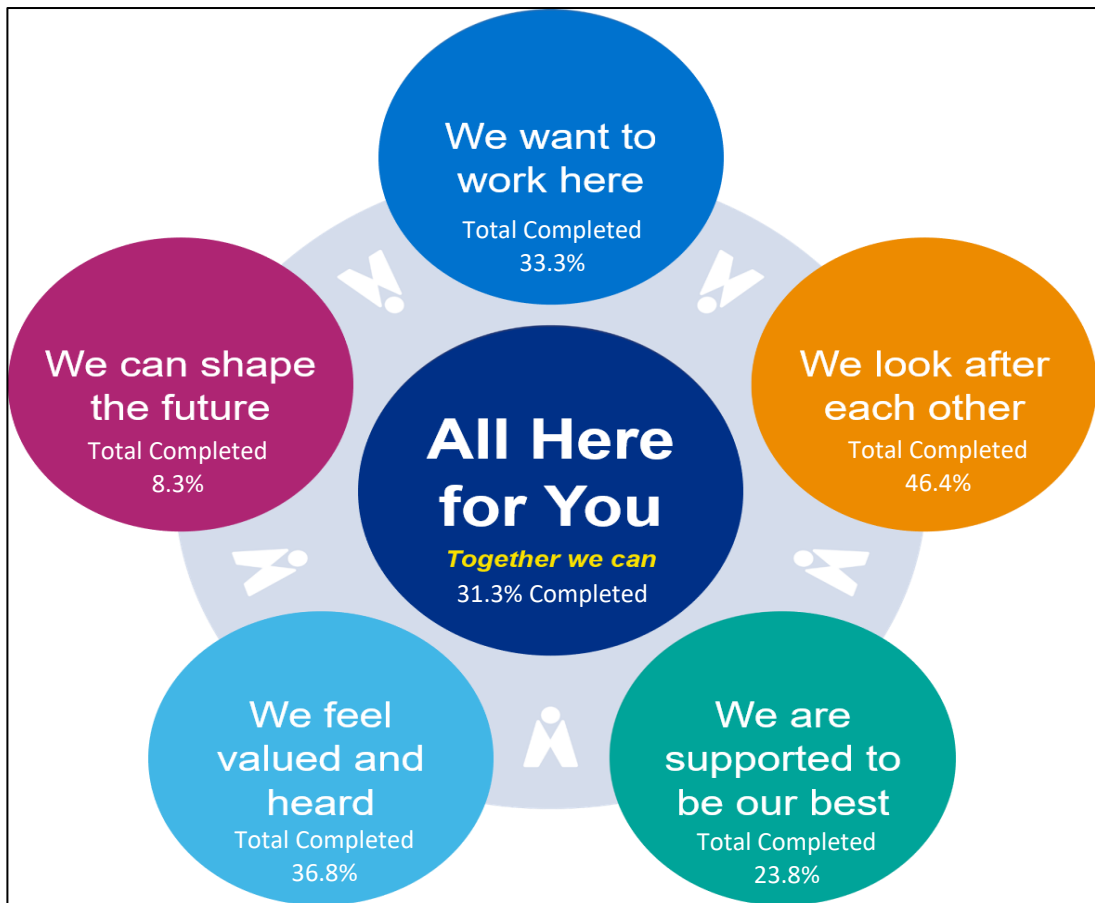 We want to
work here
Total Completed
33.3%
We can shape
the future
Total Completed
8.3%
We look after
each other
Total Completed
46.4%
All Here
for You
Together we can
31.3% Completed
We feel
valued and
heard
Total Completed
36.8%
We are
supported to
be our best
Total Completed
23.8%